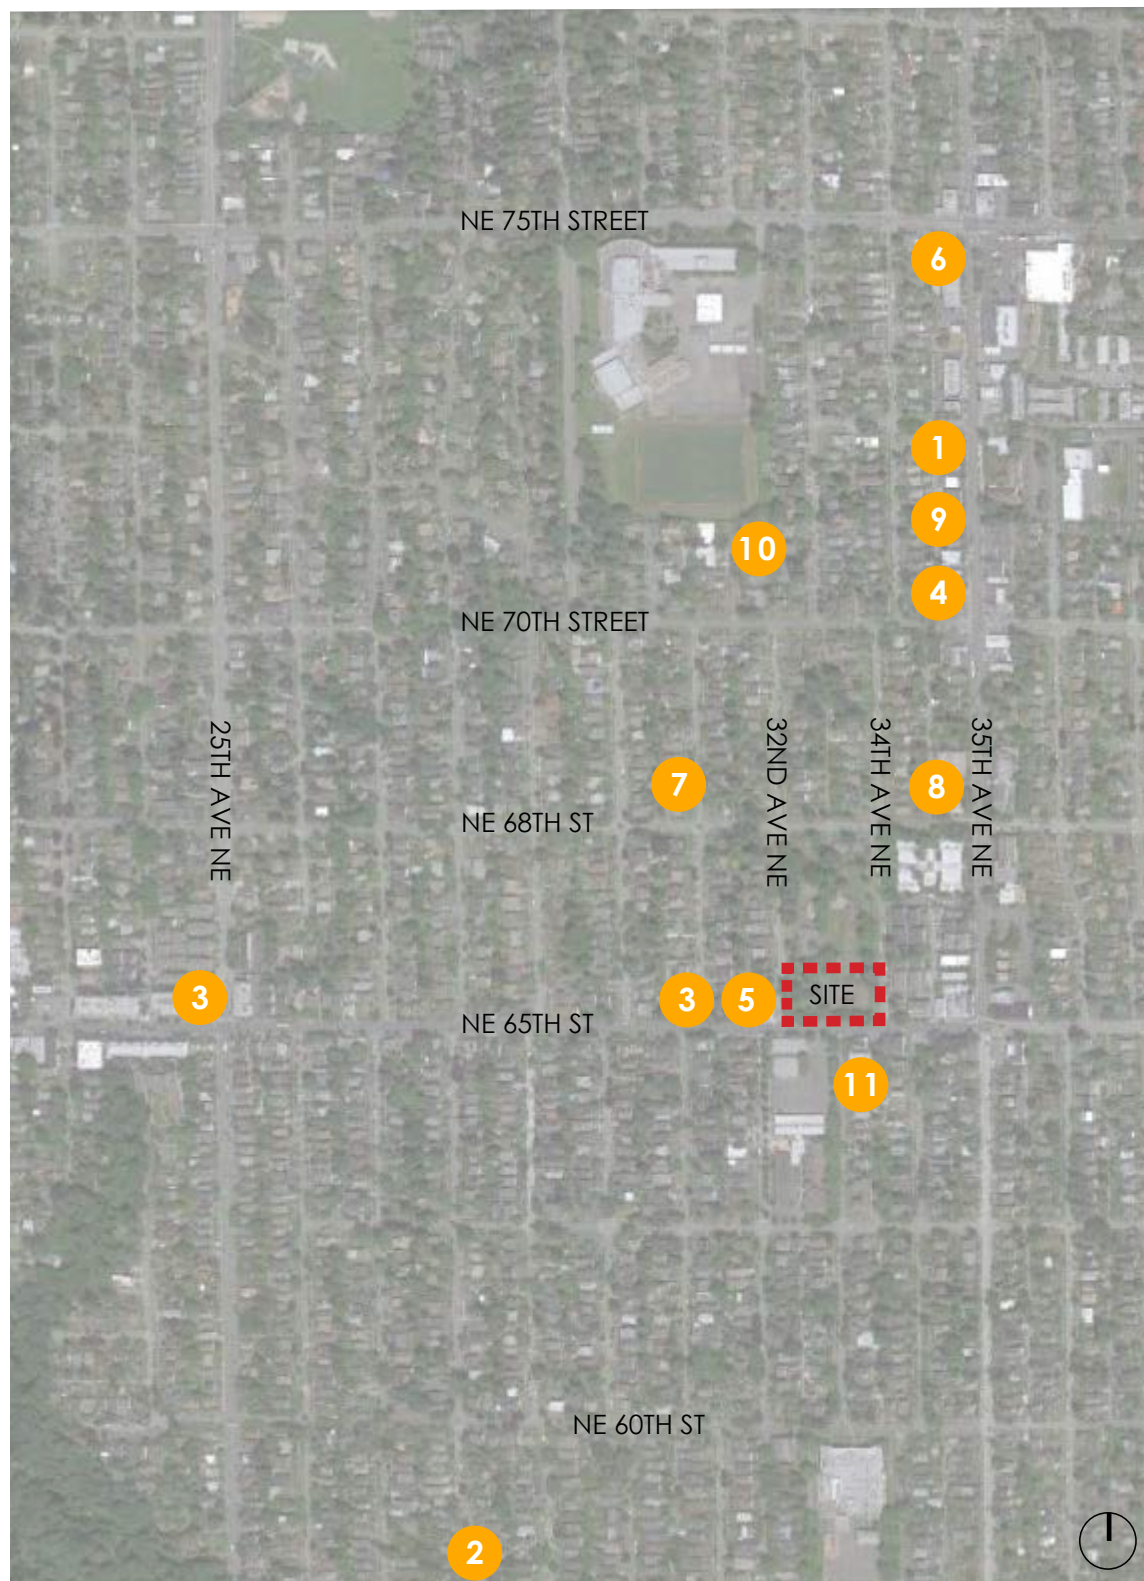 NE 75TH STREET
6
1
9
10
4
NE 70TH STREET
25TH AVE NE
32ND AVE NE
34TH AVE NE
35TH AVE NE
7
8
NE 68TH ST
3
3
5
SITE
NE 65TH ST
11
NE 60TH ST
2